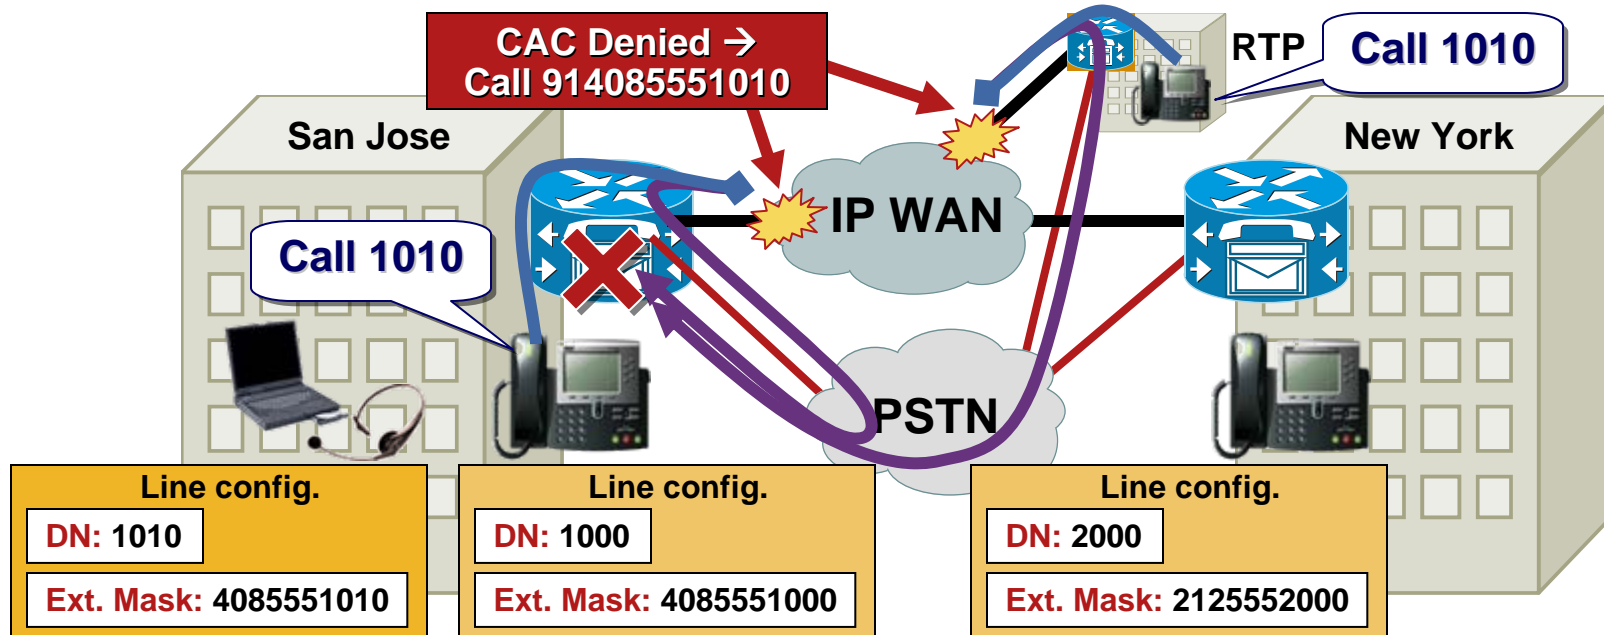 CAC Denied →
Call 914085551010
RTP
Call 1010
San Jose
New York
IP WAN
Call 1010
PSTN
Line config.
DN: 1010
Ext. Mask: 4085551010
Line config.
DN: 1000
Ext. Mask: 4085551000
Line config.
DN: 2000
Ext. Mask: 2125552000